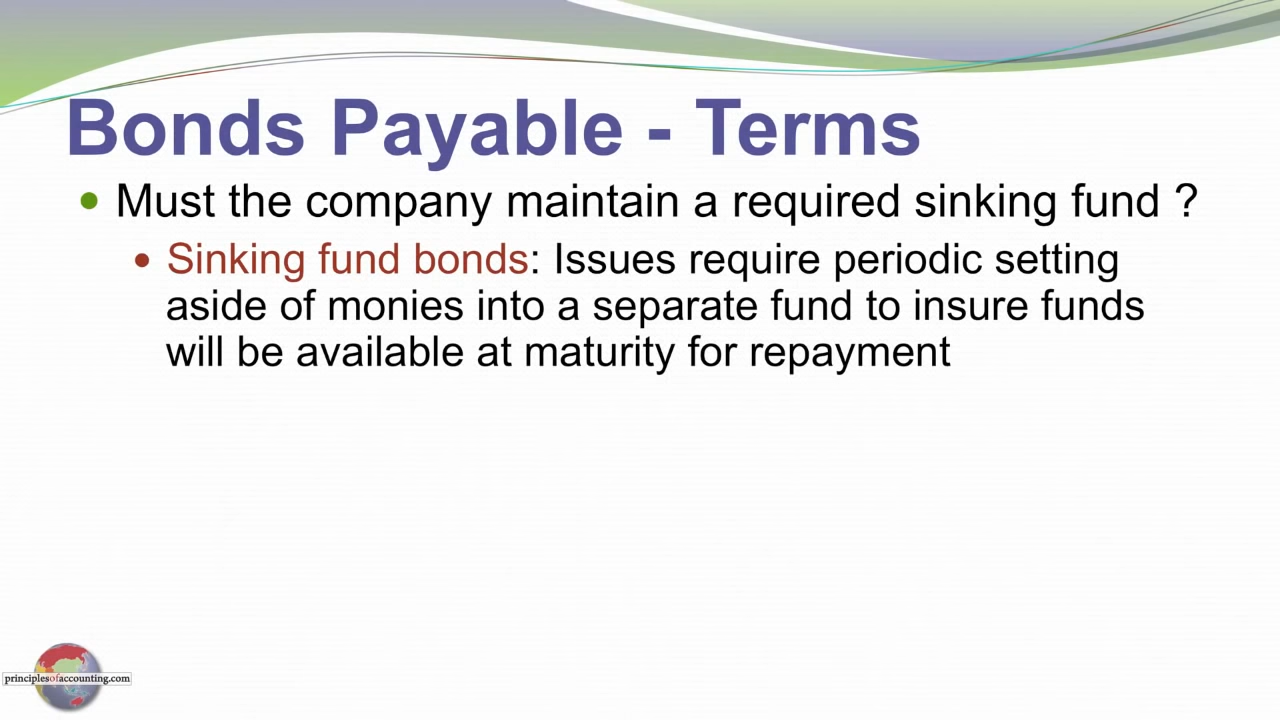 Bonds Payable - Terms
Must the company maintain a required sinking fund ?
Sinking fund bonds: Issues require periodic setting
aside of monies into a separate fund to insure funds
will be available at maturity for repayment
principlesofaccounting.com